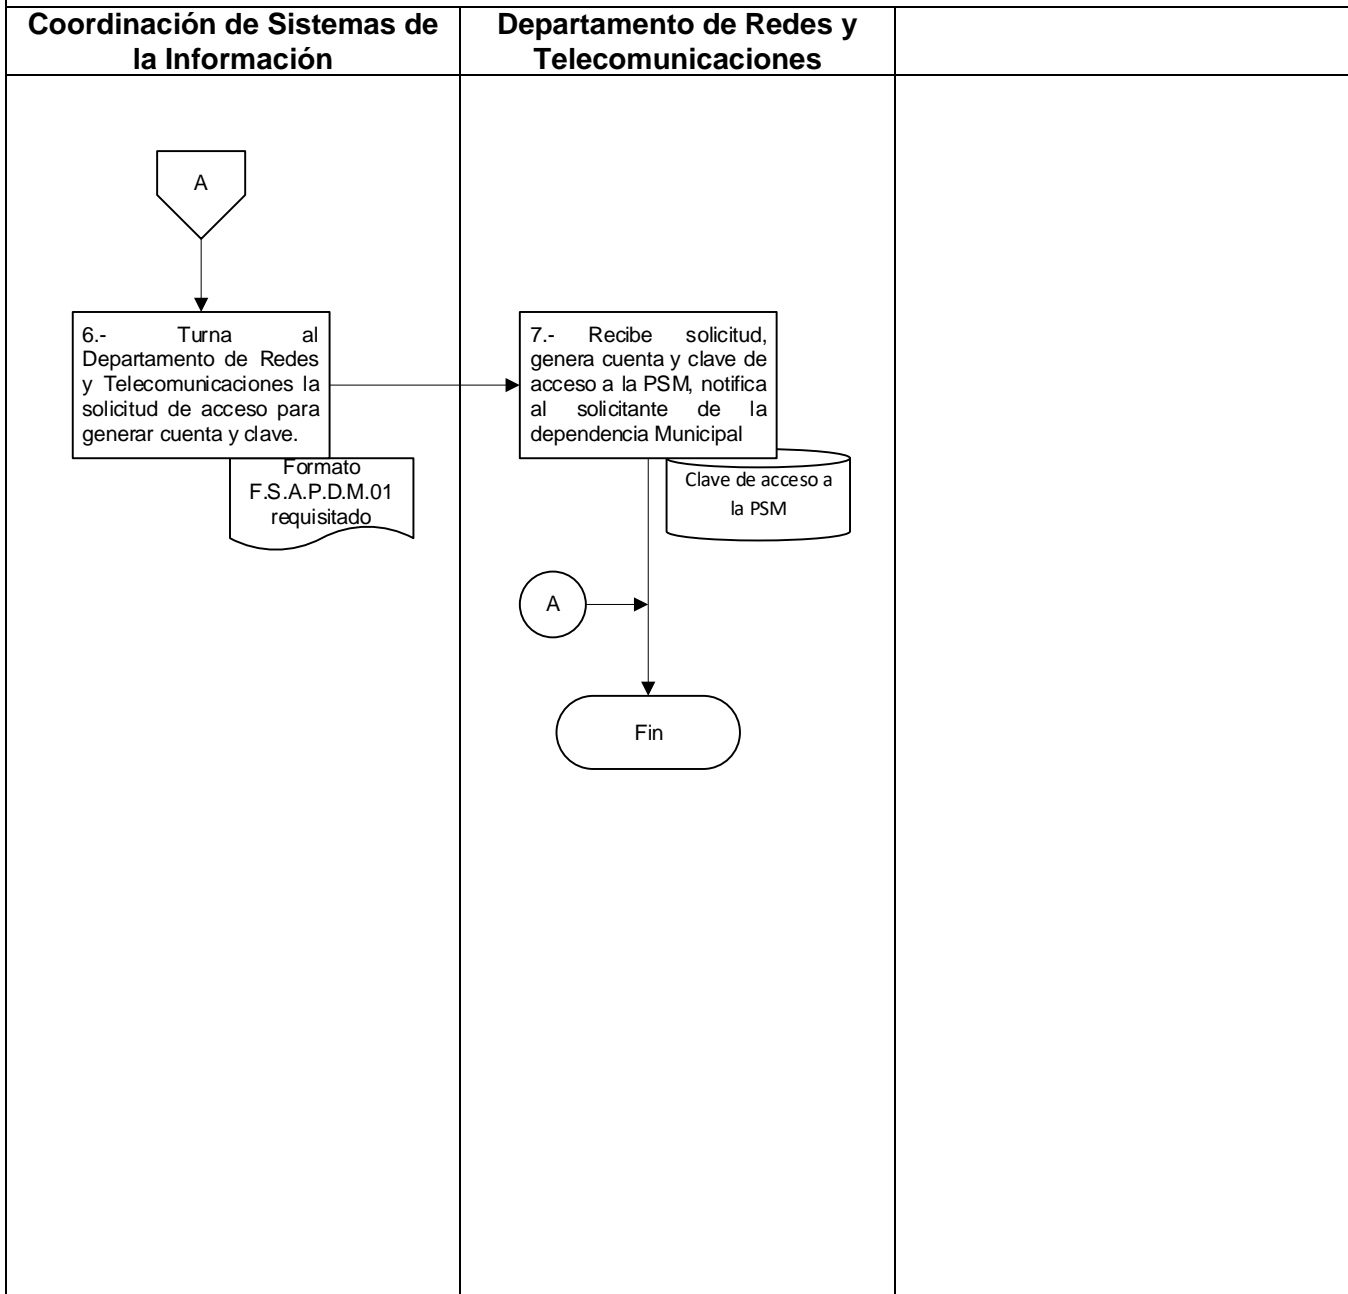 Coordinación de Sistemas de
la Información
Departamento de Redes y
Telecomunicaciones
A
6.- Turna al
Departamento de Redes
y Telecomunicaciones la
solicitud de acceso para
generar cuenta y clave.
Formato
F.S.A.P.D.M.01
requisitado
7.- Recibe solicitud,
genera cuenta y clave de
acceso a la PSM, notifica
al solicitante de la
dependencia Municipal
Clave de acceso a
la PSM
A
Fin